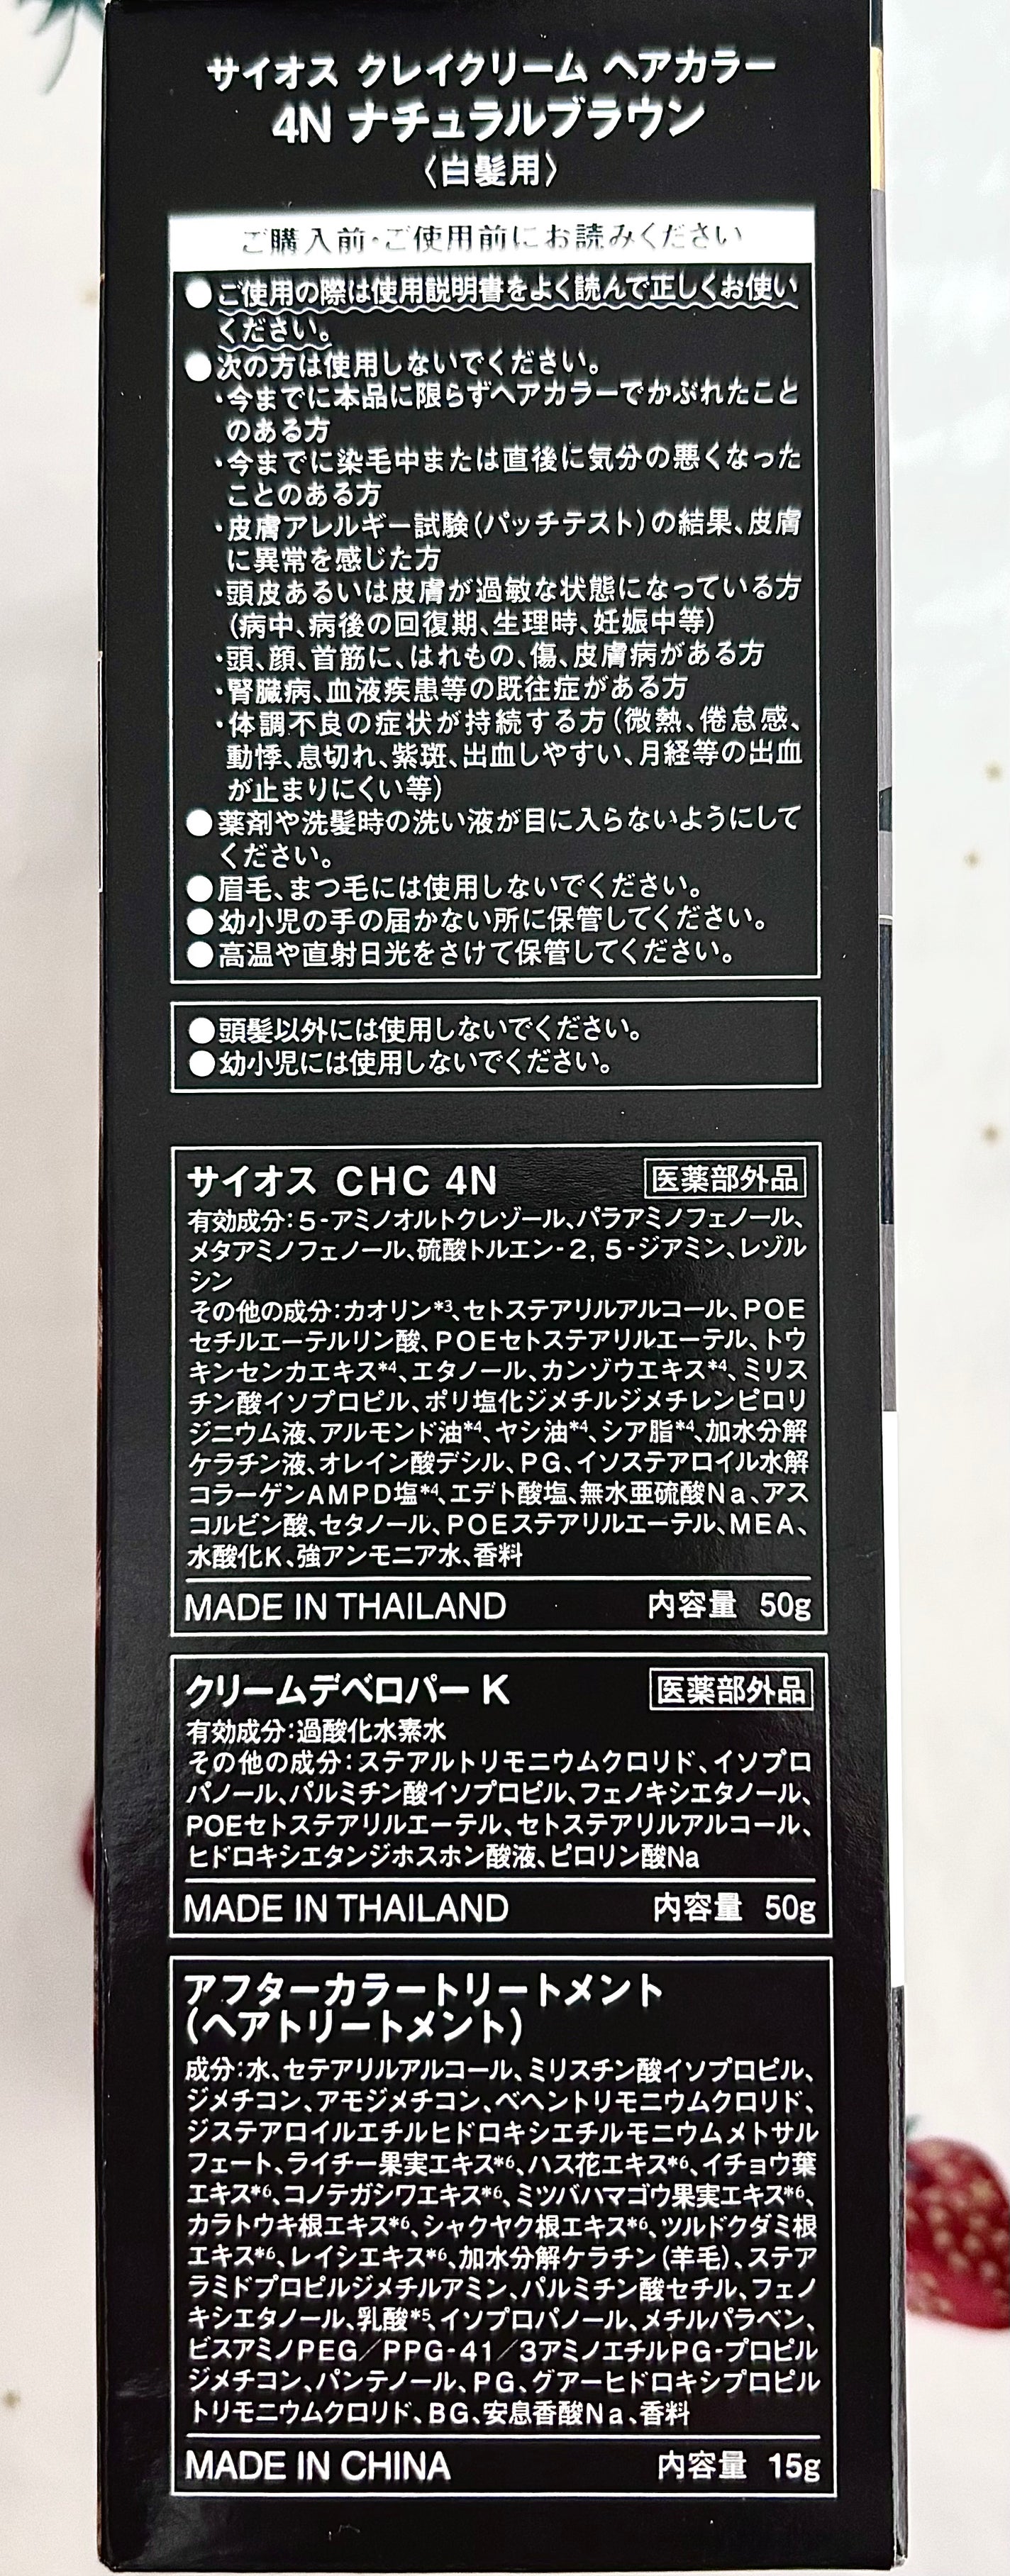 サイオス クレイクリーム ヘアカラー
4N ナチュラルブラウン
〈白髪用〉
ご購入前・ご使用前にお読みください
●ご使用の際は使用説明書をよく読んで正しくお使い
ください。
●次の方は使用しないでください。
・今までに本品に限らずヘアカラーでかぶれたこと
のある方
・今までに染毛中または直後に気分の悪くなった
ことのある方
・皮膚アレルギー試験(パッチテスト)の結果、皮膚
に異常を感じた方
・頭皮あるいは皮膚が過敏な状態になっている方
(病中、病後の回復期、生理時、妊娠中等)
・頭、顔、首筋に、はれもの、傷、皮膚病がある方
・腎臓病、血液疾患等の既往症がある方
・体調不良の症状が持続する方(微熱、倦怠感、
動悸、息切れ、紫斑、出血しやすい、月経等の出血
が止まりにくい等)
●薬剤や洗髪時の洗い液が目に入らないようにして
ください。
●眉毛、まつ毛には使用しないでください。
●幼小児の手の届かない所に保管してください。
●高温や直射日光をさけて保管してください。
●頭髪以外には使用しないでください。
●幼小児には使用しないでください。
サイオス CHC 4N 医薬部外品
有効成分:5-アミノオルトクレゾール、パラアミノフェノール、
メタアミノフェノール、硫酸トルエン-2,5-ジアミン、レゾル
シン
その他の成分:カオリン*3、セトステアリルアルコール、POE
セチルエーテルリン酸、POEセトステアリルエーテル、トウ
キンセンカエキス*4、エタノール、カンゾウエキス*4、ミリス
チン酸イソプロピル、ポリ塩化ジメチルジメチレンピロリ
ジニウム液、アルモンド油*4、ヤシ油*4、シア脂*4、加水分解
ケラチン液、オレイン酸デシル、PG、イソステアロイル水解
コラーゲンAMPD塩*4、エデト酸塩、無水亜硫酸Na、アス
コルビン酸、セタノール、POEステアリルエーテル、MEA、
水酸化K、強アンモニア水、香料
MADE IN THAILAND 内容量 50g
クリームデベロパー K 医薬部外品
有効成分:過酸化水素水
その他の成分:ステアルトリモニウムクロリド、イソプロ
パノール、パルミチン酸イソプロピル、フェノキシエタノール、
POEセトステアリルエーテル、セトステアリルアルコール、
ヒドロキシエタンジホスホン酸液、ピロリン酸Na
MADE IN THAILAND 内容量 50g
アフターカラートリートメント
(ヘアトリートメント)
成分:水、セテアリルアルコール、ミリスチン酸イソプロピル、
ジメチコン、アモジメチコン、ベヘントリモニウムクロリド、
ジステアロイルエチルヒドロキシエチルモニウムメトサル
フェート、ライチー果実エキス*6、ハス花エキス*6、イチョウ葉
エキス*6、コノテガシワエキス*6、ミツバハマゴウ果実エキス*6、
カラトウキ根エキス*6、シャクヤク根エキス*6、ツルドクダミ根
エキス*6、レイシエキス*6、加水分解ケラチン(羊毛)、ステア
ラミドプロピルジメチルアミン、パルミチン酸セチル、フェノ
キシエタノール、乳酸*5、イソプロパノール、メチルパラベン、
ビスアミノPEG/PPG-41/3アミノエチルPG-プロピル
ジメチコン、パンテノール、PG、グアーヒドロキシプロピル
トリモニウムクロリド、BG、安息香酸Na、香料
MADE IN CHINA 内容量 15g